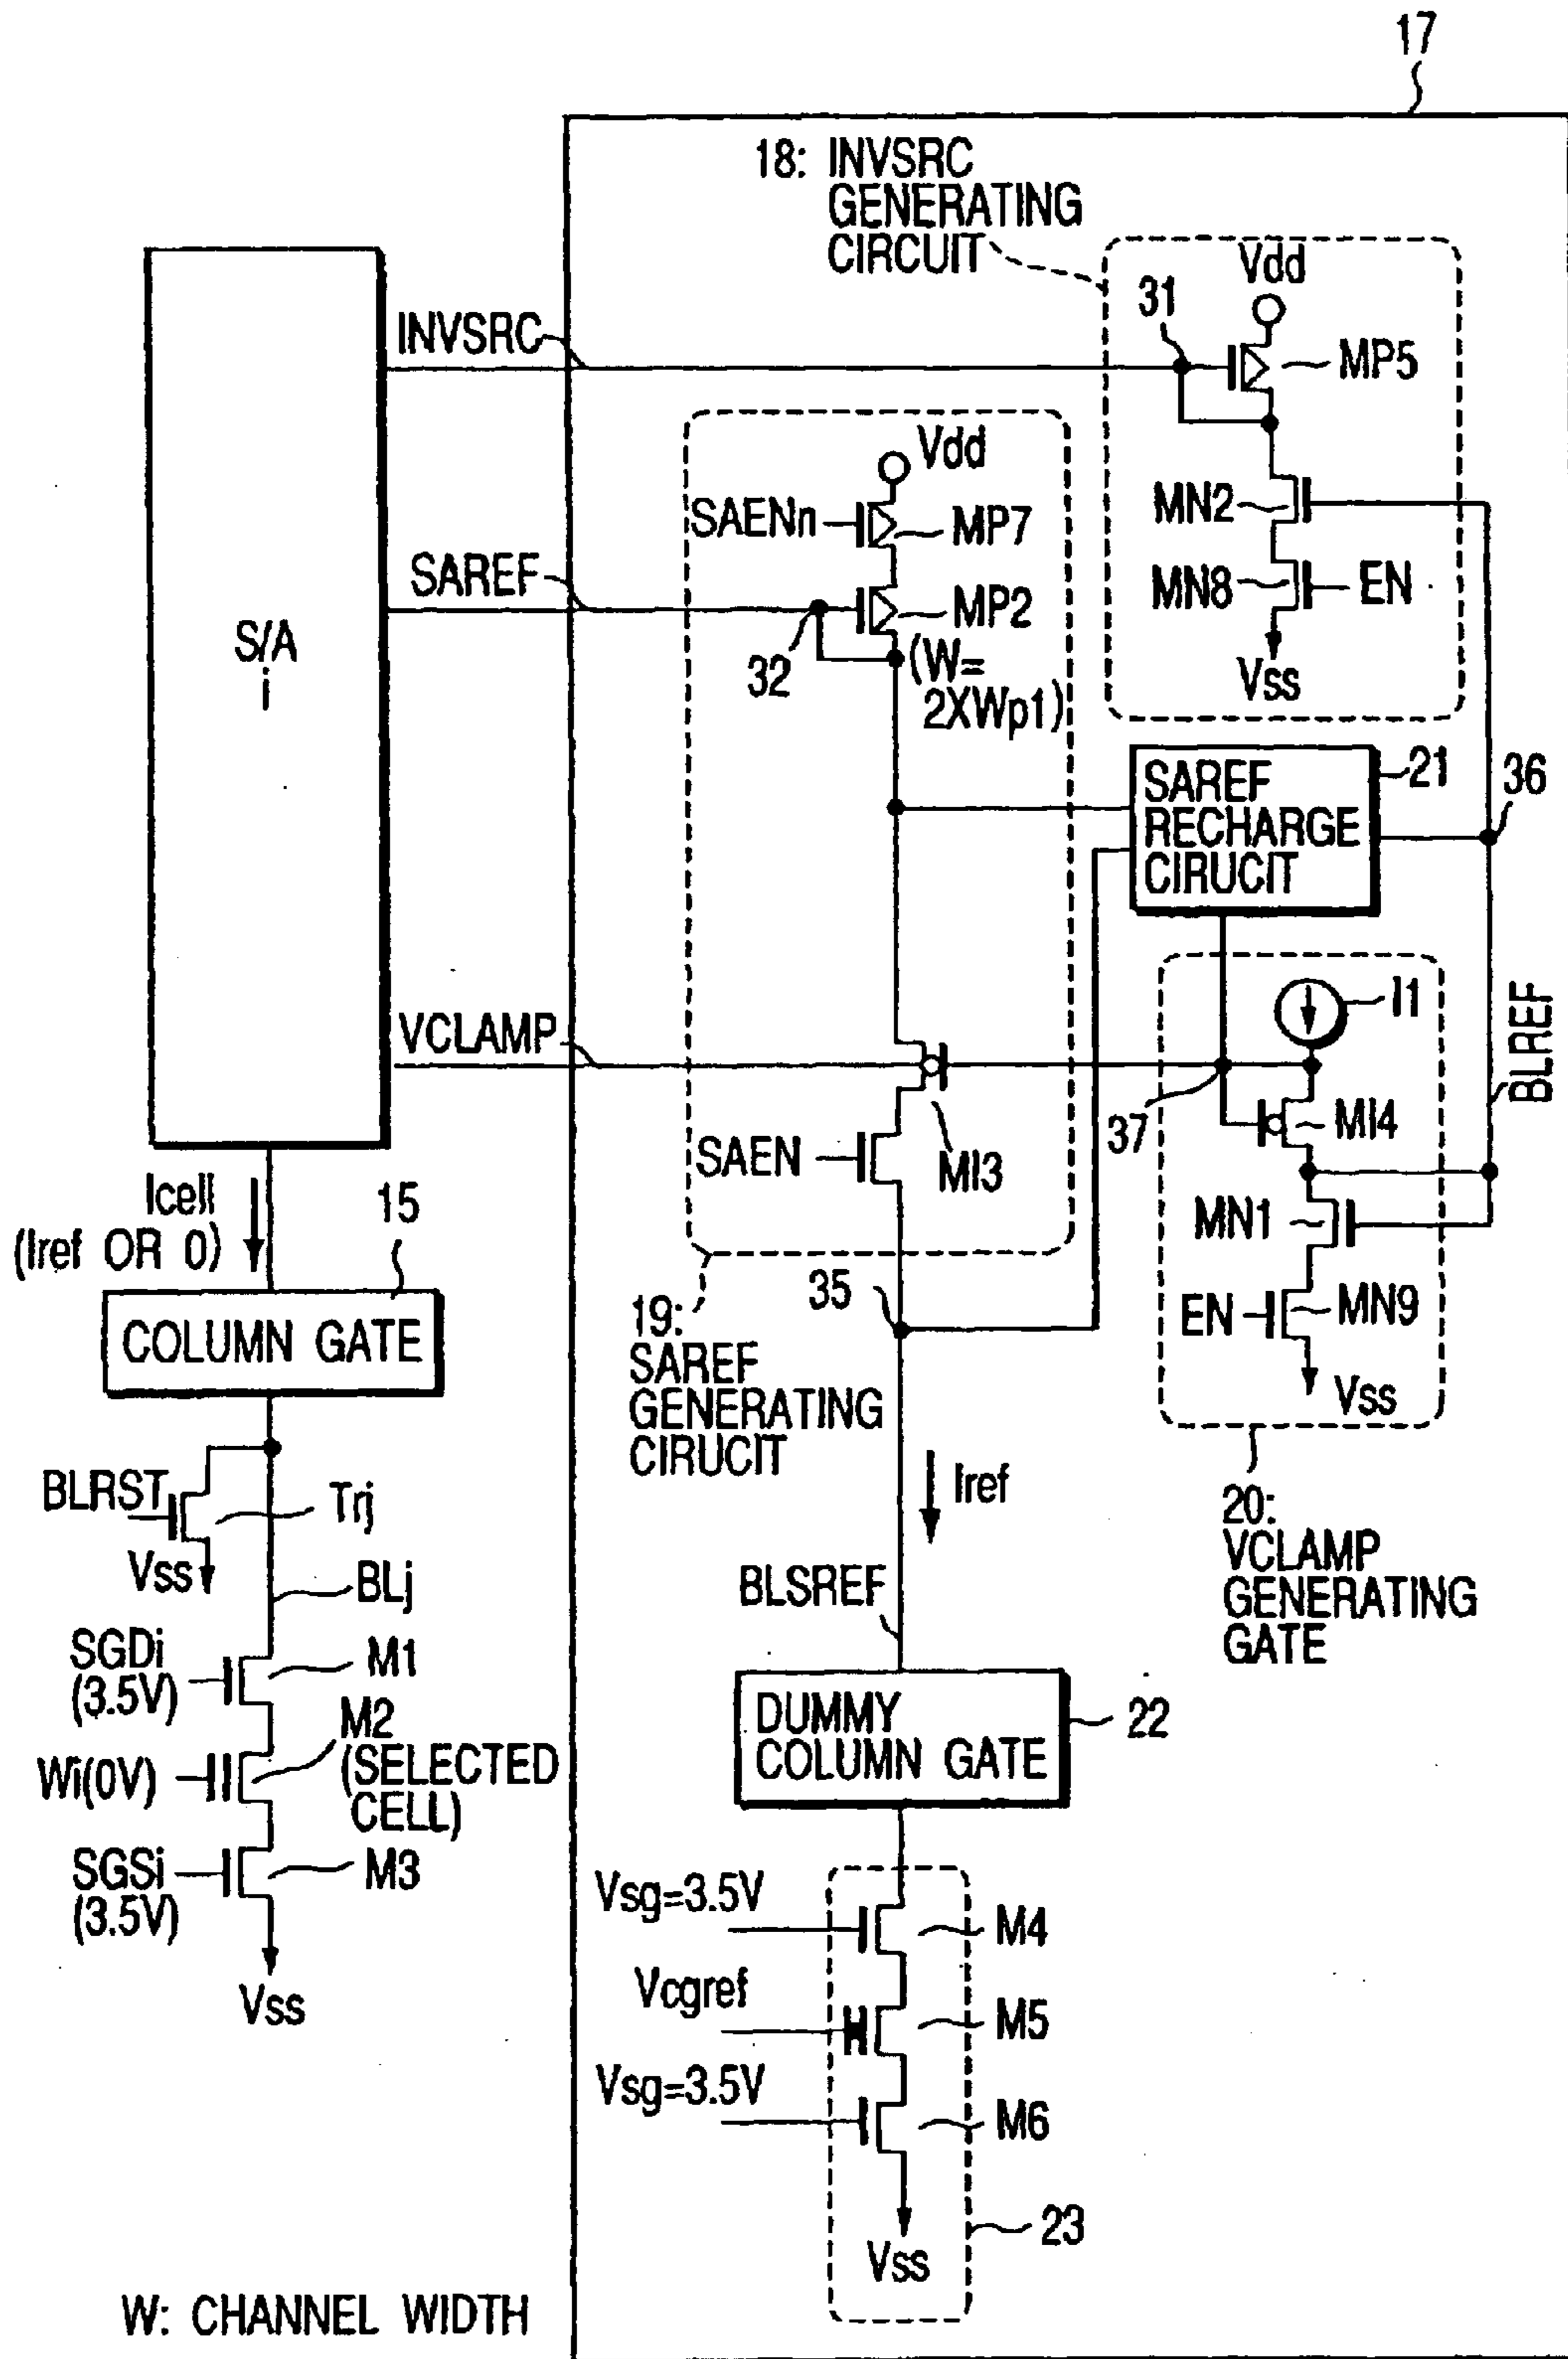 17
18: INVSRC
GENERATING
CIRCUIT
Vdd
31
INVSRC
MP5
Vdd
SAENn
MP7
MN2
SAREF
MP2
MN8
EN
S/A
i
32
(W=
2XWp1)
Vss
SAREF
RECHARGE
CIRUCIT
21
36
I1
BLREF
VCLAMP
37
MI4
SAEN
MI3
Icell
(Iref OR 0)
15
MN1
35
EN
MN9
COLUMN GATE
19:
SAREF
GENERATING
CIRUCIT
Vss
BLRST
Trj
Iref
20:
VCLAMP
GENERATING
GATE
Vss
BLj
BLSREF
SGDi
(3.5V)
M1
M2
(SELECTED
CELL)
Wi(0V)
DUMMY
COLUMN GATE
22
SGSi
(3.5V)
M3
Vsg=3.5V
M4
Vss
Vcgref
M5
Vsg=3.5V
M6
23
Vss
W: CHANNEL WIDTH